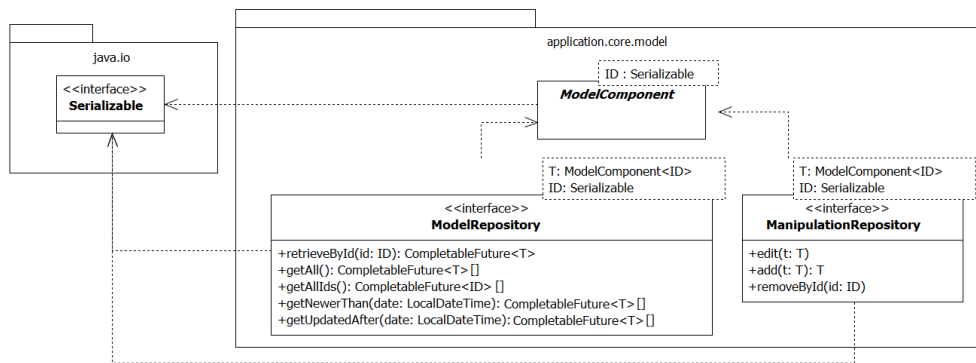 java.io
<<interface>>
Serializable
application.core.model
ID : Serializable
ModelComponent
T: ModelComponent<ID>
ID: Serializable
<<interface>>
ModelRepository
+retrieveById(id: ID): CompletableFuture<T>
+getAll(): CompletableFuture<T>[]
+getAllIds(): CompletableFuture<ID> []
+getNewerThan(date: LocalDateTime): CompletableFuture<T>[]
+getUpdatedAfter(date: LocalDateTime): CompletableFuture<T>[]
T: ModelComponent<ID>
ID: Serializable
<<interface>>
ManipulationRepository
+edit(t: T)
+add(t: T): T
+removeById(id: ID)